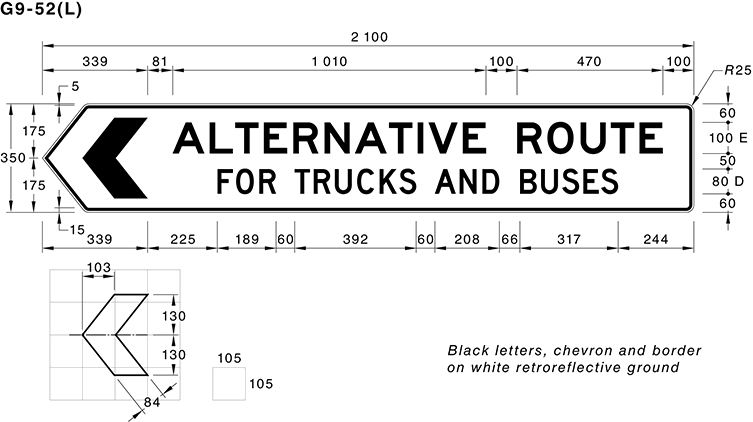 G9-52(L)
2 100
339 81 1 010 100 470 100
R25
5
350 175 175
15
ALTERNATIVE ROUTE
FOR TRUCKS AND BUSES
60
100 E
50
80 D
60
339 225 189 60 392 60 208 66 317 244
103
130
130
84
105
105
Black letters, chevron and border
on white retroreflective ground